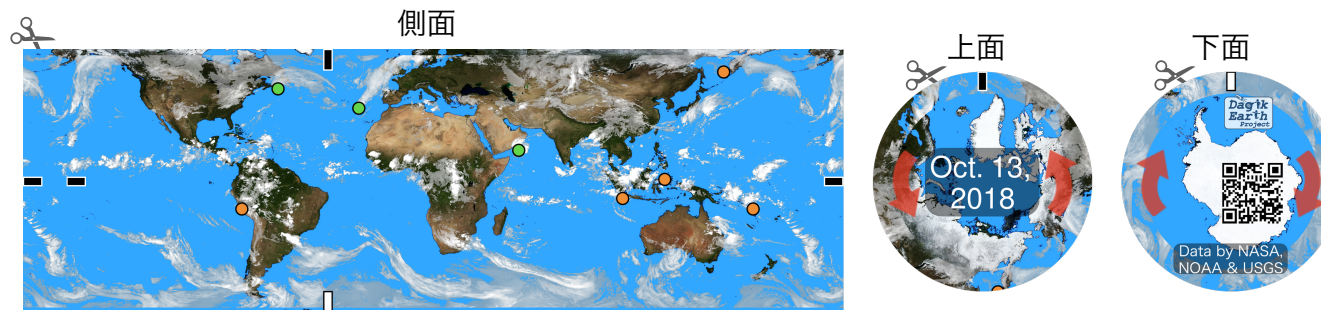 側面
上面
下面
Oct. 13,
2018
Dagik
Earth
Project
Data by NASA,
NOAA & USGS